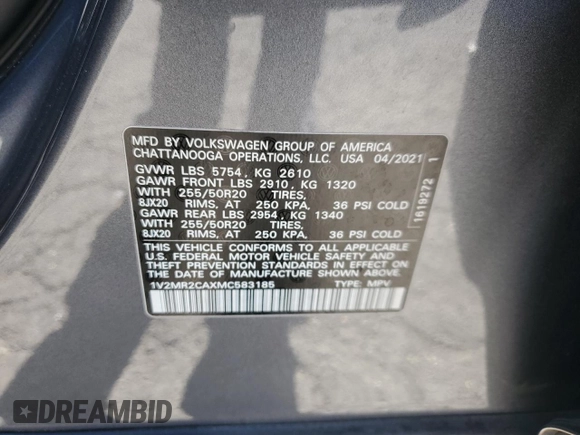 MFD BY VOLKSWAGEN GROUP OF AMERICA
CHATTANOOGA OPERATIONS, LLC. USA 04/2021
GVWR LBS 5754, KG 2610
GAWR FRONT LBS 2910, KG 1320
WITH 255/50R20 TIRES,
8JX20 RIMS, AT 250 KPA, 36 PSI COLD
GAWR REAR LBS 2954, KG 1340
WITH 255/50R20 TIRES,
8JX20 RIMS, AT 250 KPA, 36 PSI COLD
THIS VEHICLE CONFORMS TO ALL APPLICABLE
U.S. FEDERAL MOTOR VEHICLE SAFETY AND
THEFT PREVENTION STANDARDS IN EFFECT ON THE
DATE OF MANUFACTURE SHOWN ABOVE.
1V2MR2CAXMC583185 TYPE: MPV
1619272 1
DREAMBID